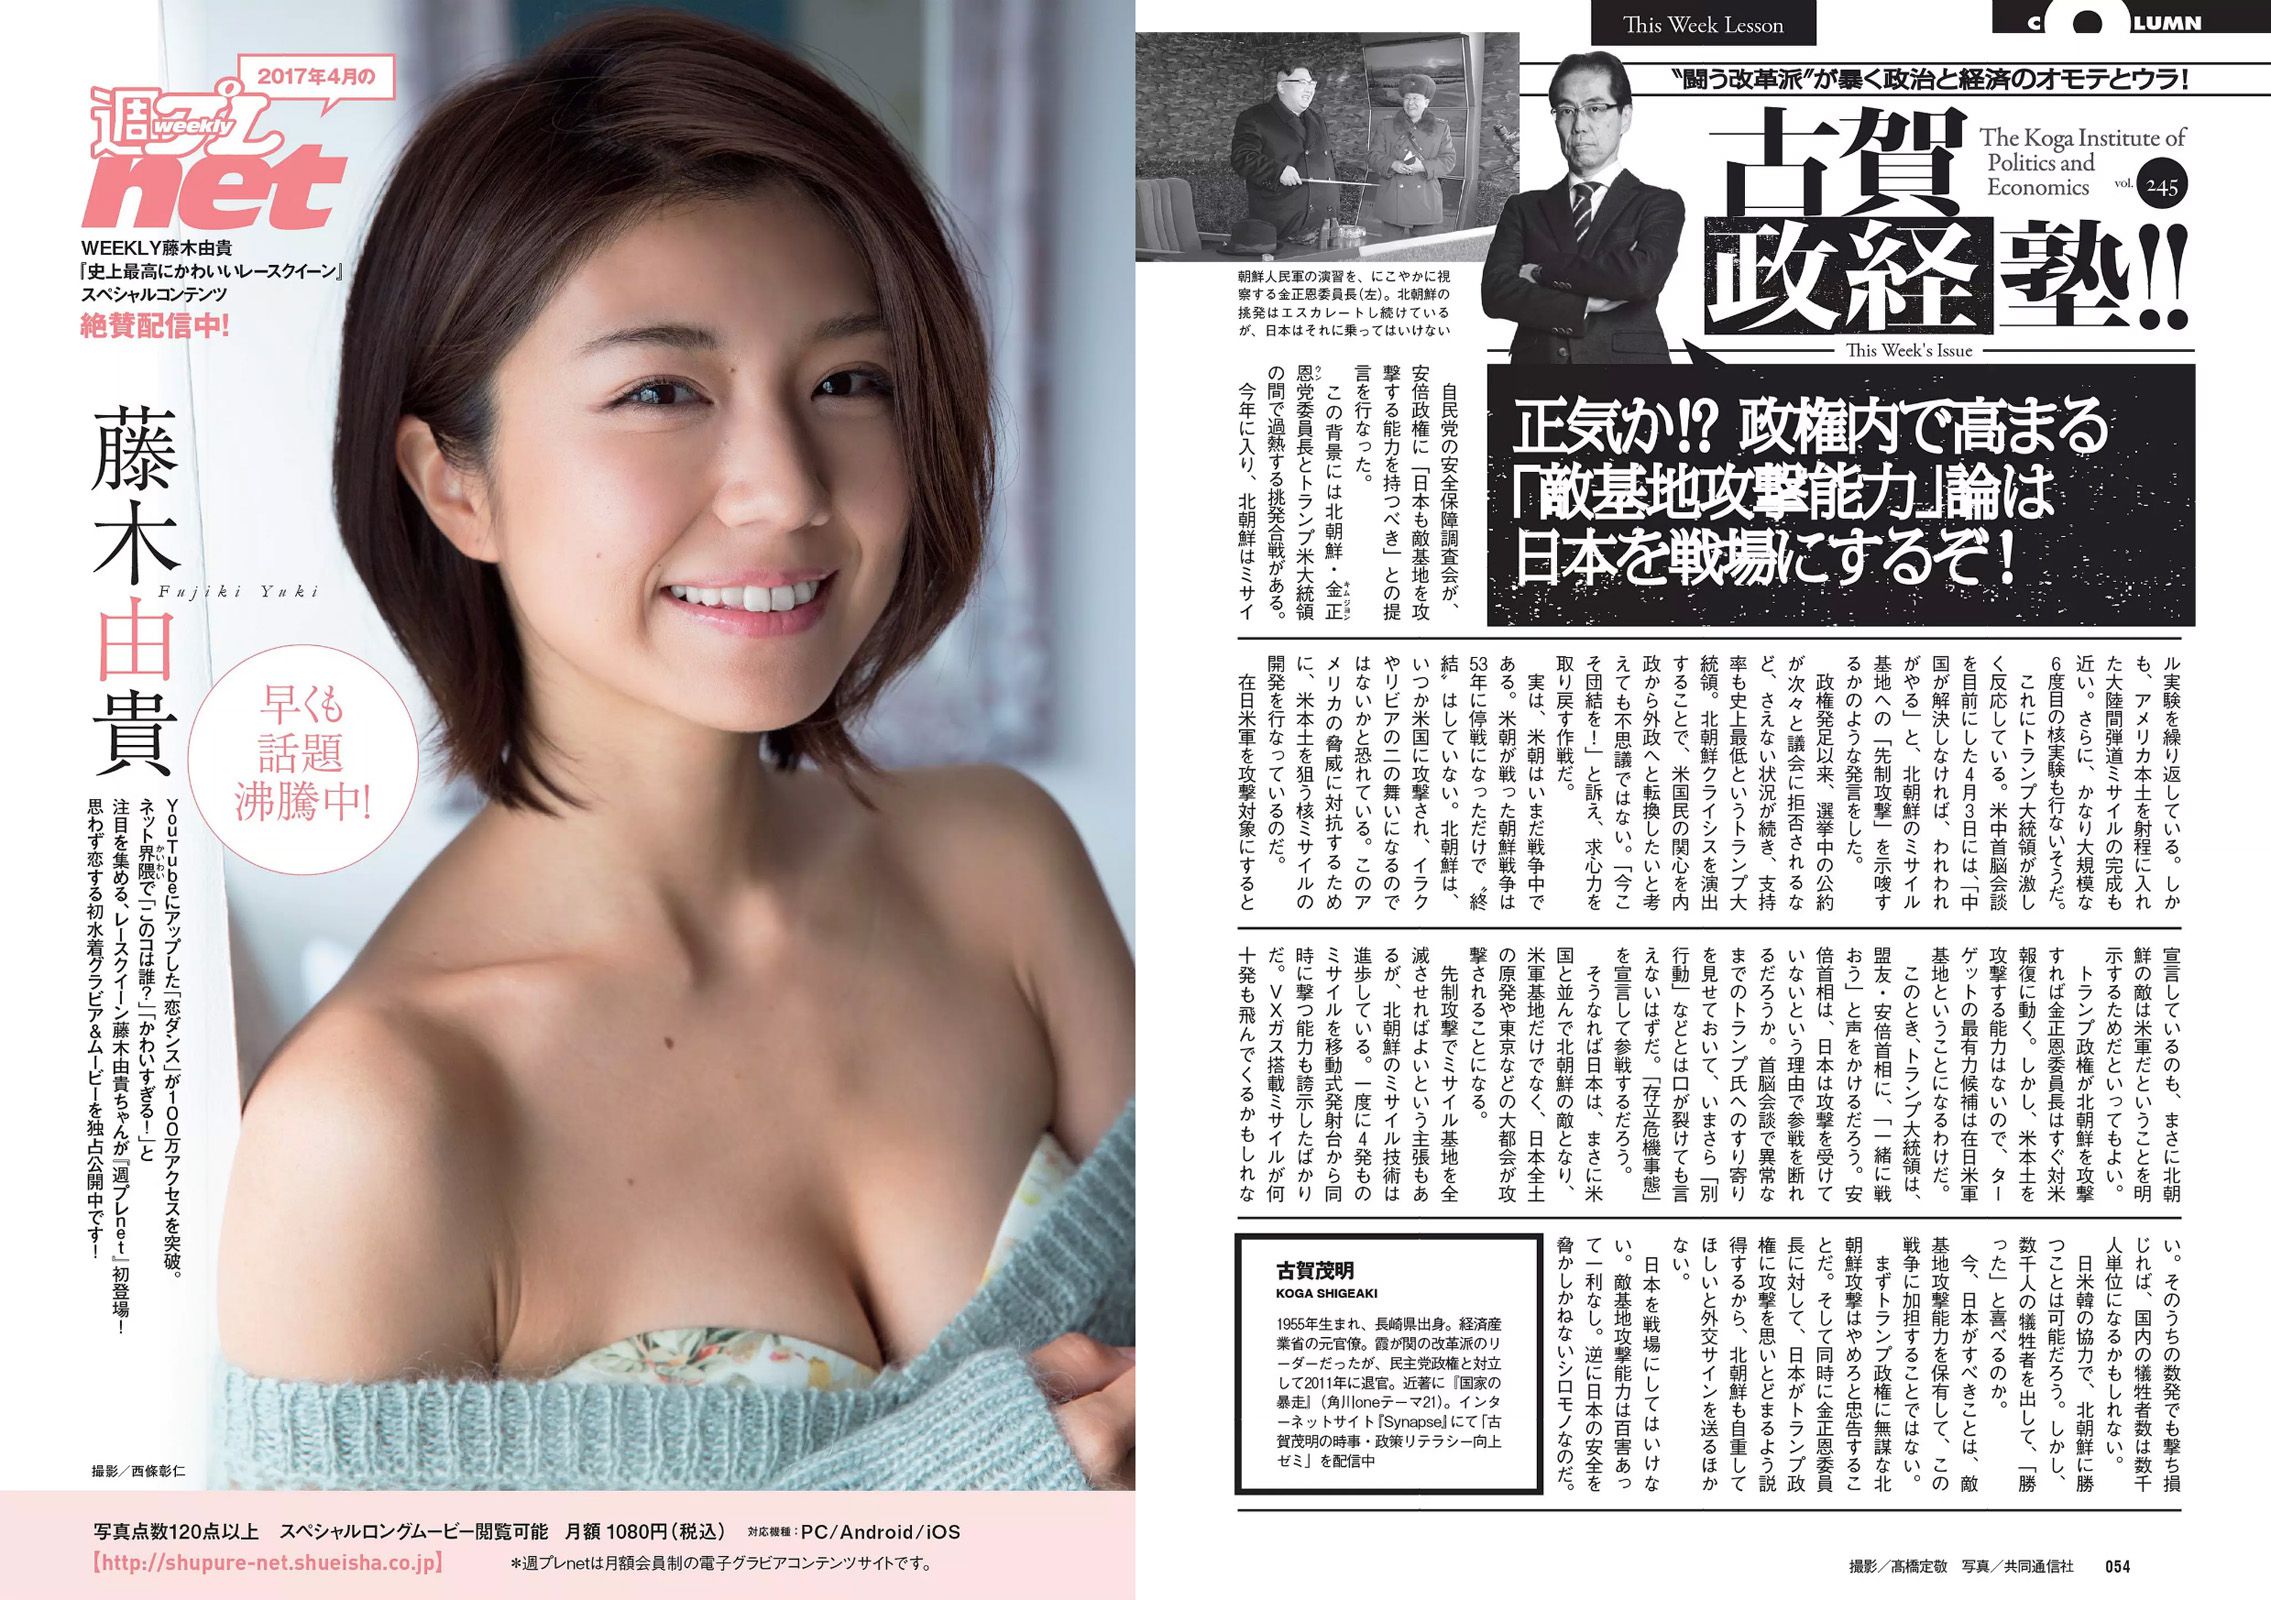 2017年4月の
週プレ
weekly
net
WEEKLY藤木由貴
『史上最高にかわいいレースクイーン』
スペシャルコンテンツ
絶賛配信中!
藤木由貴
Fujiki Yuki
早くも
話題
沸騰中!
YouTubeにアップした「恋ダンス」が100万アクセスを突破。
ネット界隈で「このコは誰?」「かわいすぎる!」と
かいわい
注目を集める、レースクイーン藤木由貴ちゃんが『週プレnet』初登場!
思わず恋する初水着グラビア&ムービーを独占公開中です!
撮影/西條彰仁
写真点数120点以上 スペシャルロングムービー閲覧可能 月額 1080円(税込) 対応機種:PC/Android/iOS
【http://shupure-net.shueisha.co.jp】 *週プレnetは月額会員制の電子グラビアコンテンツサイトです。
This Week Lesson
COLUMN
“闘う改革派”が暴く政治と経済のオモテとウラ!
古賀
政経塾!!
The Koga Institute of
Politics and
Economics vol. 245
This Week's Issue
正気か!? 政権内で高まる
「敵基地攻撃能力」論は
日本を戦場にするぞ!
朝鮮人民軍の演習を、にこやかに視
察する金正恩委員長(左)。北朝鮮の
挑発はエスカレートし続けている
が、日本はそれに乗ってはいけない
自民党の安全保障調査会が、
安倍政権に「日本も敵基地を攻
撃する能力を持つべき」との提
言を行なった。
この背景には北朝鮮・金正
キムジョン
恩党委員長とトランプ米大統領
ウン
の間で過熱する挑発合戦がある。
今年に入り、北朝鮮はミサイ
ル実験を繰り返している。しか
も、アメリカ本土を射程に入れ
た大陸間弾道ミサイルの完成も
近い。さらに、かなり大規模な
6度目の核実験も行ないそうだ。
これにトランプ大統領が激し
く反応している。米中首脳会談
を目前にした4月3日には、「中
国が解決しなければ、われわれ
がやる」と、北朝鮮のミサイル
基地への「先制攻撃」を示唆す
るかのような発言をした。
政権発足以来、選挙中の公約
が次々と議会に拒否されるな
ど、さえない状況が続き、支持
率も史上最低というトランプ大
統領。北朝鮮クライシスを演出
することで、米国民の関心を内
政から外政へと転換したいと考
えても不思議ではない。「今こ
そ団結を!」と訴え、求心力を
取り戻す作戦だ。
実は、米朝はいまだ戦争中で
ある。米朝が戦った朝鮮戦争は
53年に停戦になっただけで〝終
結〟はしていない。北朝鮮は、
いつか米国に攻撃され、イラク
やリビアの二の舞いになるので
はないかと恐れている。このア
メリカの脅威に対抗するため
に、米本土を狙う核ミサイルの
開発を行なっているのだ。
在日米軍を攻撃対象にすると
宣言しているのも、まさに北朝
鮮の敵は米軍だということを明
示するためだといってもよい。
トランプ政権が北朝鮮を攻撃
すれば金正恩委員長はすぐ対米
報復に動く。しかし、米本土を
攻撃する能力はないので、ター
ゲットの最有力候補は在日米軍
基地ということになるわけだ。
このとき、トランプ大統領は、
盟友・安倍首相に、「一緒に戦
おう」と声をかけるだろう。安
倍首相は、日本は攻撃を受けて
いないという理由で参戦を断れ
るだろうか。首脳会談で異常な
までのトランプ氏へのすり寄り
を見せておいて、いまさら「別
行動」などとは口が裂けても言
えないはずだ。「存立危機事態」
を宣言して参戦するだろう。
そうなれば日本は、まさに米
国と並んで北朝鮮の敵となり、
米軍基地だけでなく、日本全土
の原発や東京などの大都会が攻
撃されることになる。
先制攻撃でミサイル基地を全
滅させればよいという主張もあ
るが、北朝鮮のミサイル技術は
進歩している。一度に4発もの
ミサイルを移動式発射台から同
時に撃つ能力も誇示したばかり
だ。VXガス搭載ミサイルが何
十発も飛んでくるかもしれな
い。そのうちの数発でも撃ち損
じれば、国内の犠牲者数は数千
人単位になるかもしれない。
日米韓の協力で、北朝鮮に勝
つことは可能だろう。しかし、
数千人の犠牲者を出して、「勝
った」と喜べるのか。
今、日本がすべきことは、敵
基地攻撃能力を保有して、この
戦争に加担することではない。
まずトランプ政権に無謀な北
朝鮮攻撃はやめろと忠告するこ
とだ。そして同時に金正恩委員
長に対して、日本がトランプ政
権に攻撃を思いとどまるよう説
得するから、北朝鮮も自重して
ほしいと外交サインを送るほか
ない。
日本を戦場にしてはいけな
い。敵基地攻撃能力は百害あっ
て一利なし。逆に日本の安全を
脅かしかねないシロモノなのだ。
古賀茂明
KOGA SHIGEAKI
1955年生まれ、長崎県出身。経済産
業省の元官僚。霞が関の改革派のリ
ーダーだったが、民主党政権と対立
して2011年に退官。近著に『国家の
暴走』(角川oneテーマ21)。インタ
ーネットサイト『Synapse』にて「古
賀茂明の時事・政策リテラシー向上
ゼミ」を配信中
撮影/髙橋定敬 写真/共同通信社 054